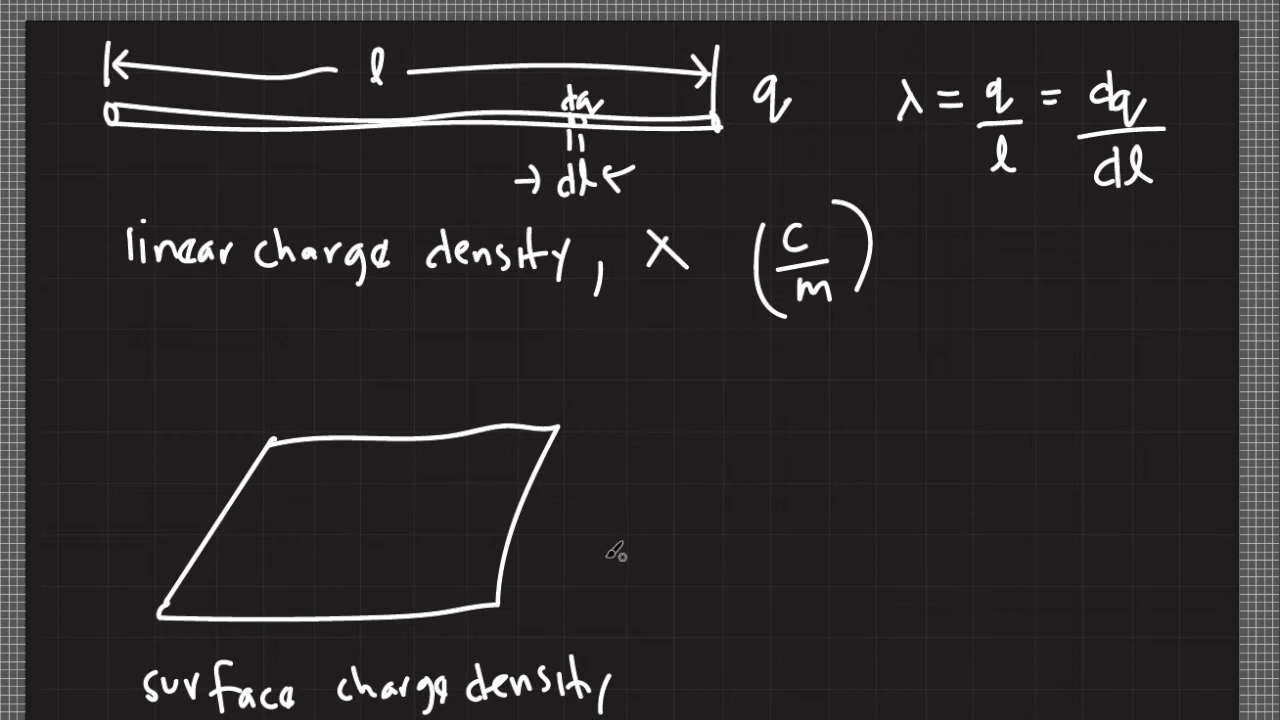 l
dq
q
λ = q/l = dq/dl
→ dl ←
linear charge density, λ (C/m)
surface charge density,